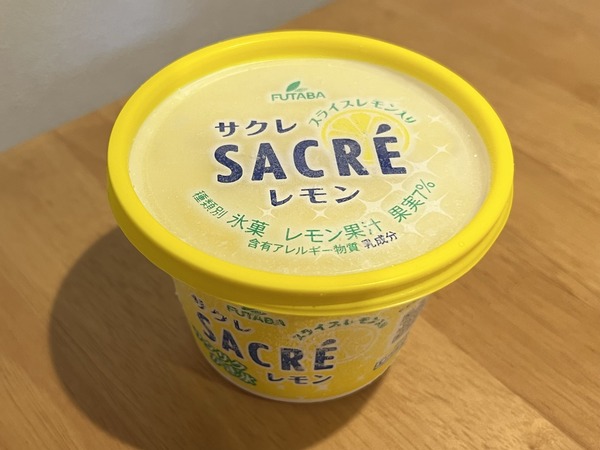 FUTABA
スライスレモン入り
サクレ
SACRÉ
レモン
種類別 氷菓 レモン果汁 果実7%
含有アレルギー物質 乳成分
サクレ
FUTABA
スライスレモン入り
SACRÉ
レモン